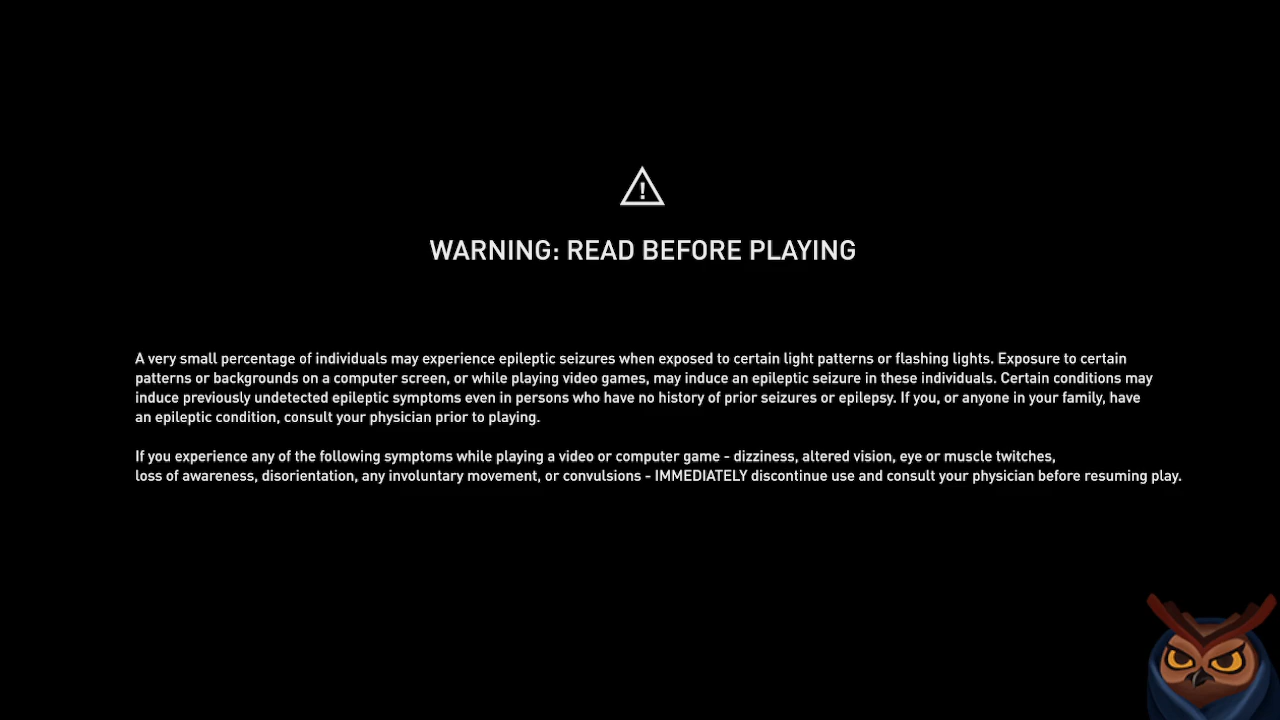 WARNING: READ BEFORE PLAYING
A very small percentage of individuals may experience epileptic seizures when exposed to certain light patterns or flashing lights. Exposure to certain
patterns or backgrounds on a computer screen, or while playing video games, may induce an epileptic seizure in these individuals. Certain conditions may
induce previously undetected epileptic symptoms even in persons who have no history of prior seizures or epilepsy. If you, or anyone in your family, have
an epileptic condition, consult your physician prior to playing.
If you experience any of the following symptoms while playing a video or computer game - dizziness, altered vision, eye or muscle twitches,
loss of awareness, disorientation, any involuntary movement, or convulsions - IMMEDIATELY discontinue use and consult your physician before resuming play.